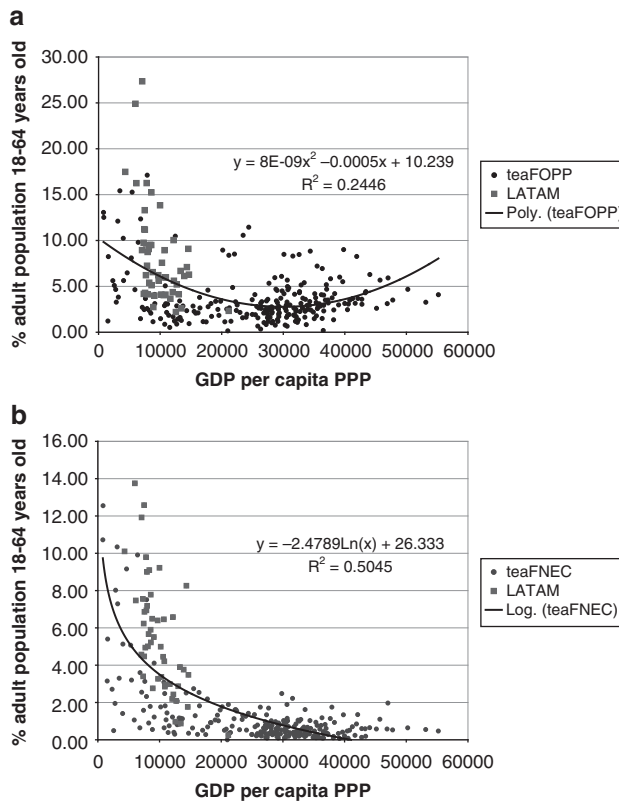 a
% adult population 18-64 years old
30.00
25.00
20.00
15.00
10.00
5.00
0.00
y = 8E-09x² –0.0005x + 10.239
R² = 0.2446
teaFOPP
LATAM
Poly. (teaFOPP)
0 10000 20000 30000 40000 50000 60000
GDP per capita PPP
b
% adult population 18-64 years old
16.00
14.00
12.00
10.00
8.00
6.00
4.00
2.00
0.00
y = –2.4789Ln(x) + 26.333
R² = 0.5045
teaFNEC
LATAM
Log. (teaFNEC)
0 10000 20000 30000 40000 50000 60000
GDP per capita PPP